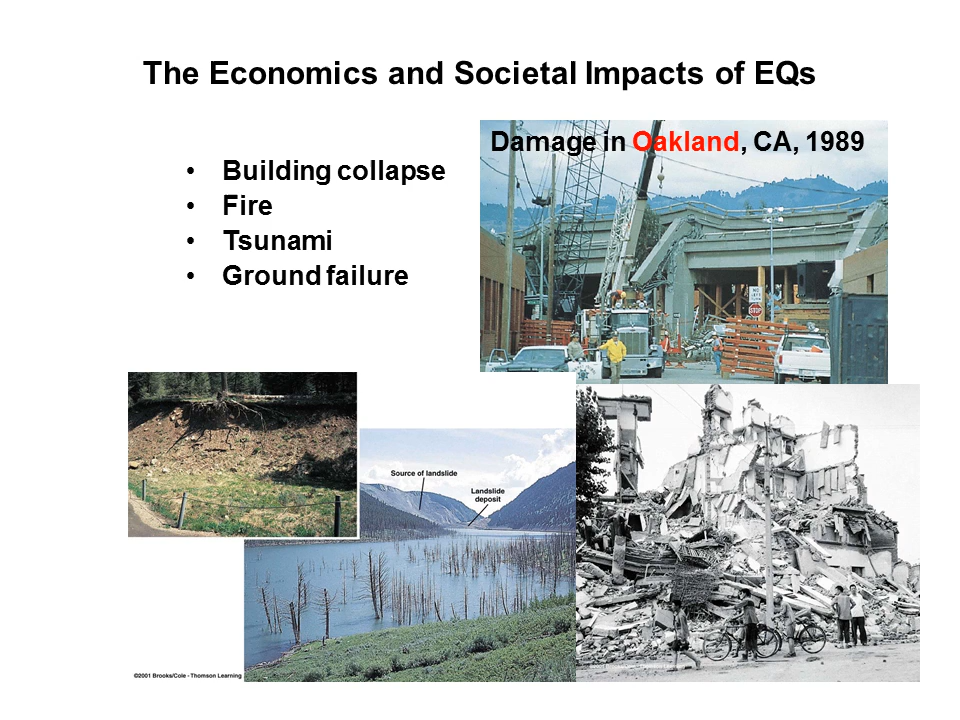 The Economics and Societal Impacts of EQs
Damage in Oakland, CA, 1989
• Building collapse
• Fire
• Tsunami
• Ground failure
Source of landslide
Landslide
deposit
STOP
©2001 Brooks/Cole - Thomson Learning